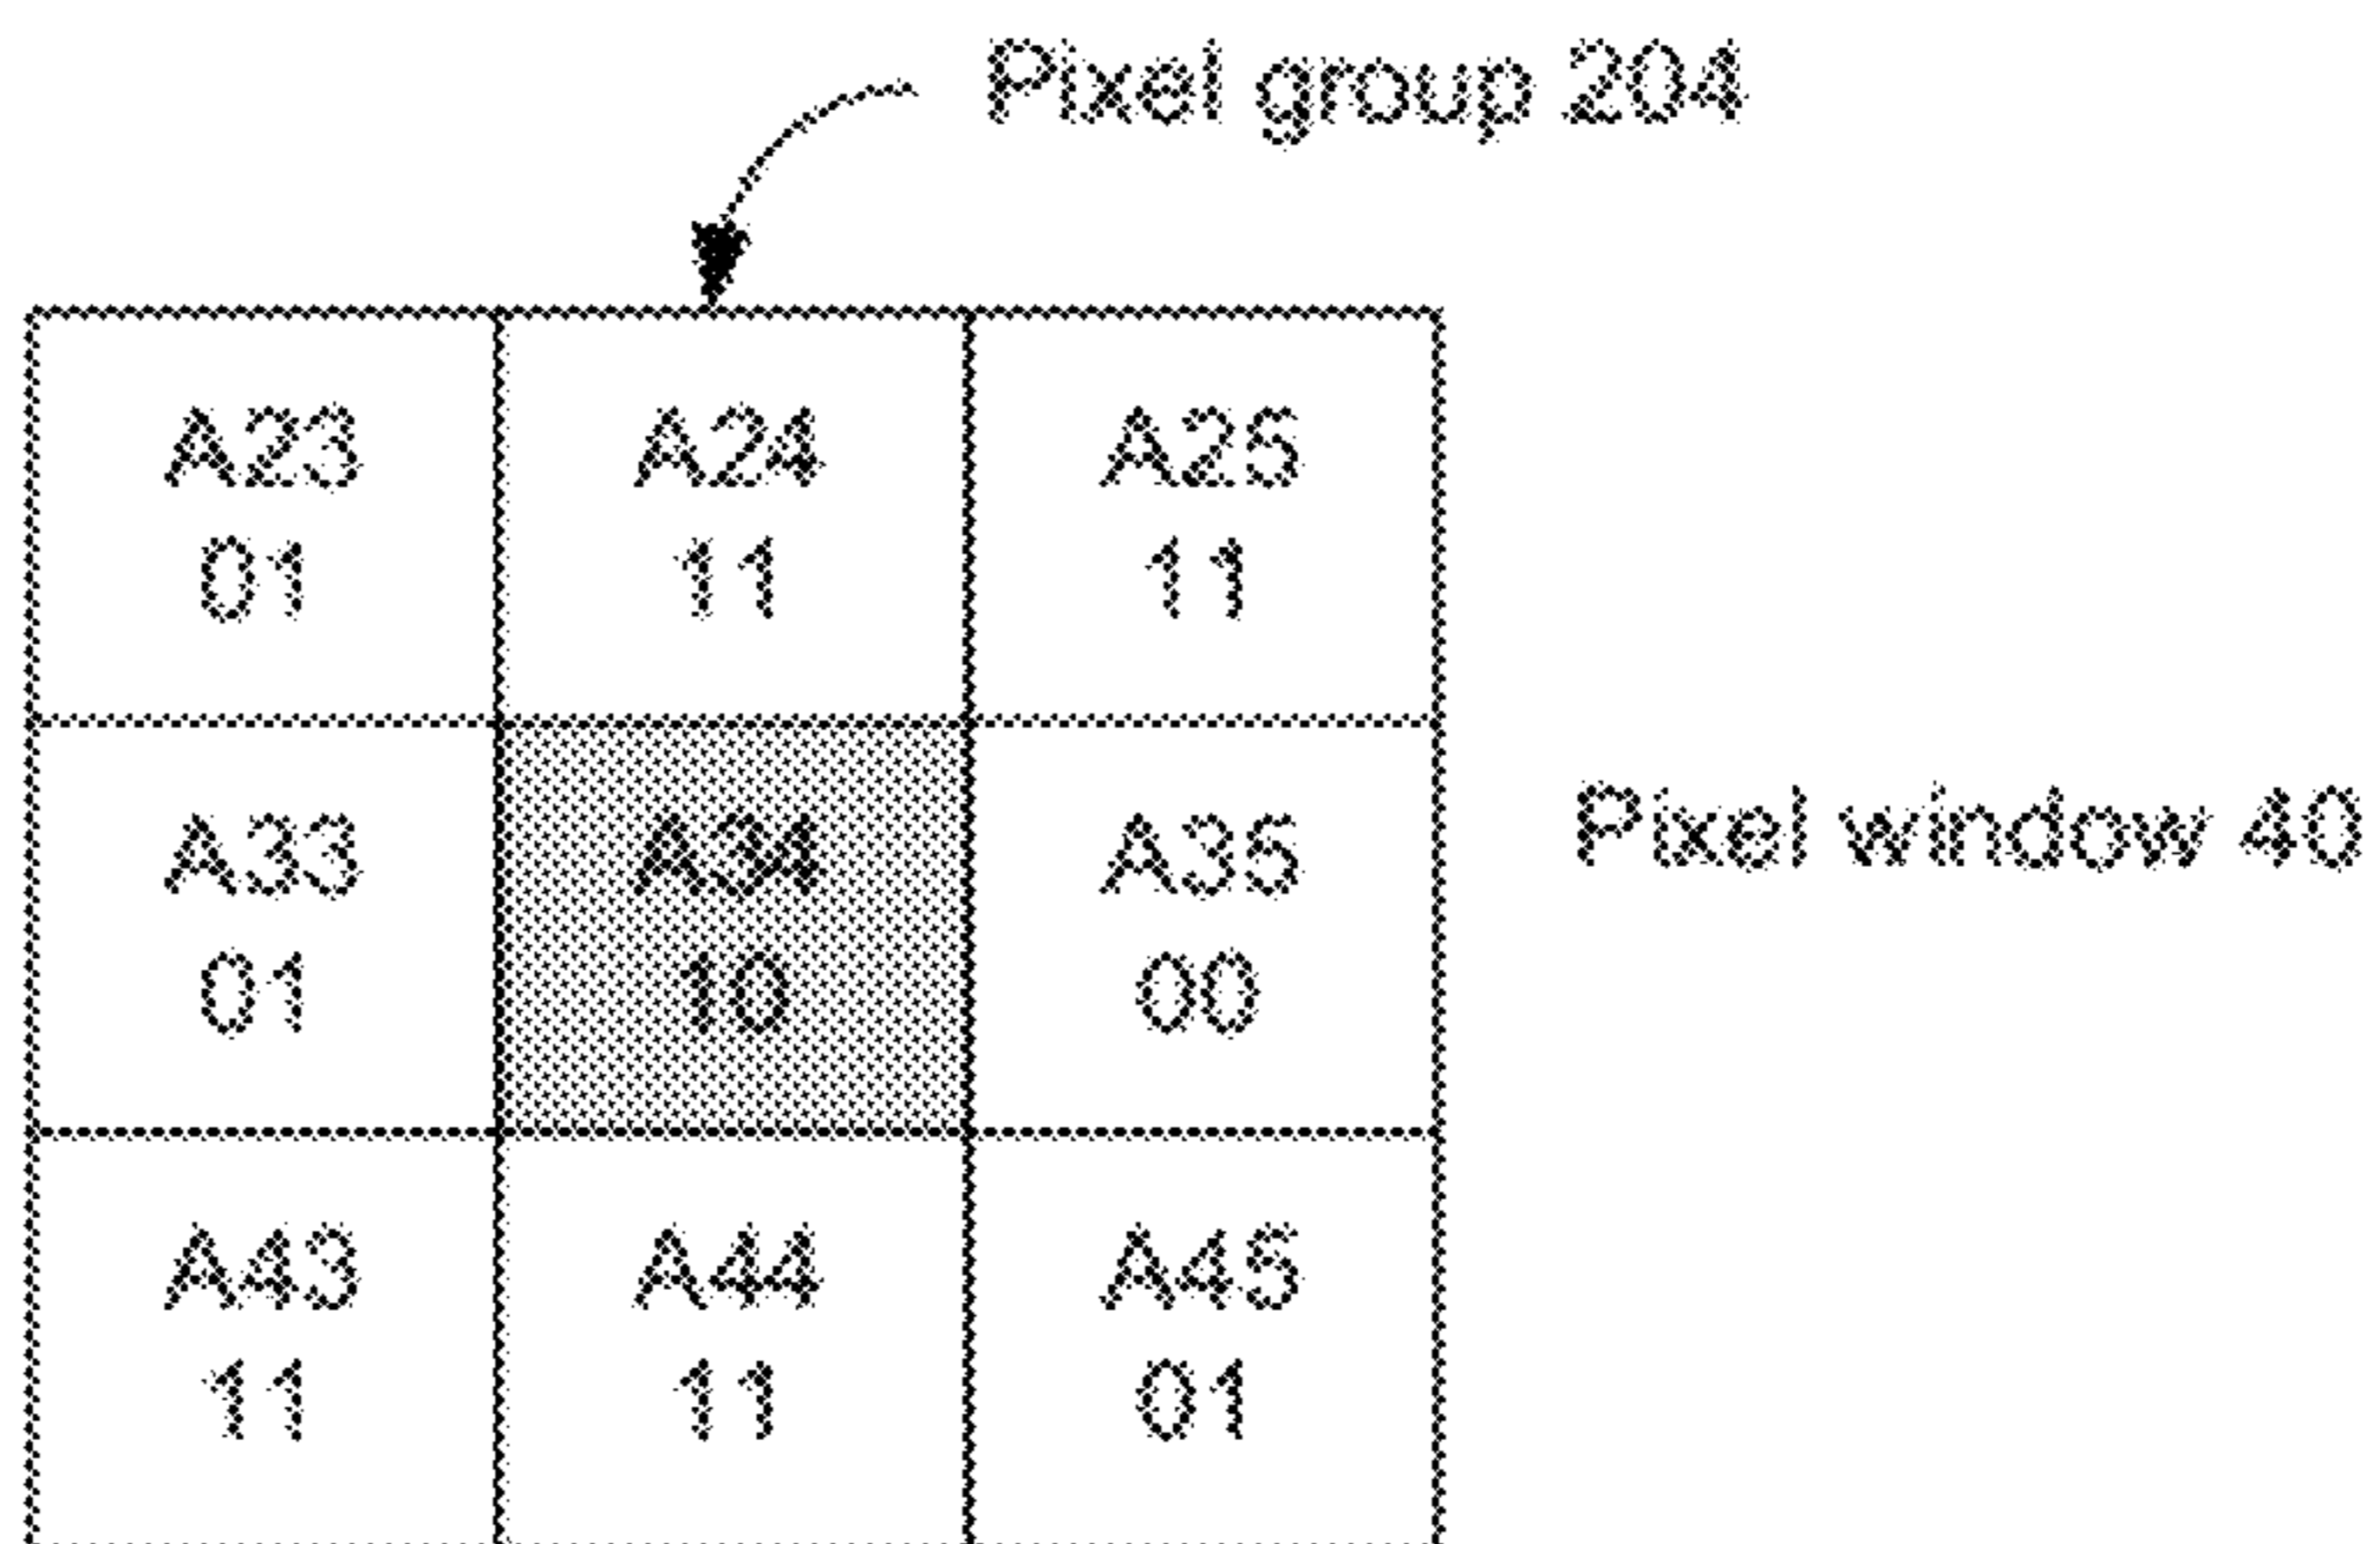 Pixel group 204
A23 A24 A25
01 11 11
A33 A34 A35
01 10 00
Pixel window 40
A43 A44 A45
11 11 01